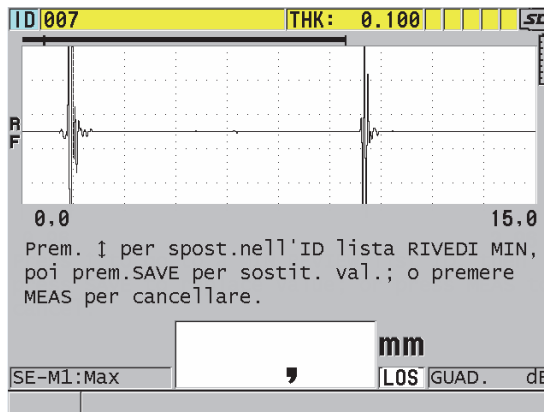 ID 007 THK: 0.100 SD
RF
0,0 15,0
Prem. ↕ per spost.nell'ID lista RIVEDI MIN,
poi prem.SAVE per sostit. val.; o premere
MEAS per cancellare.
, mm
SE-M1:Max LOS GUAD. dB